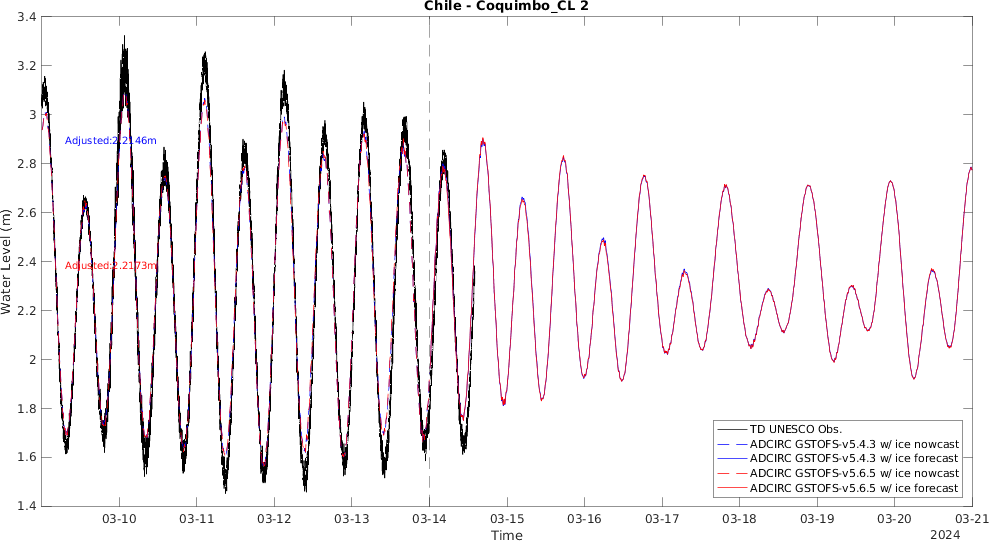 Chile - Coquimbo_CL 2
3.4
3.2
3
2.8
2.6
2.4
2.2
2
1.8
1.6
1.4
Water Level (m)
Adjusted:2.2146m
Adjusted:2.2173m
TD UNESCO Obs.
ADCIRC GSTOFS-v5.4.3 w/ ice nowcast
ADCIRC GSTOFS-v5.4.3 w/ ice forecast
ADCIRC GSTOFS-v5.6.5 w/ ice nowcast
ADCIRC GSTOFS-v5.6.5 w/ ice forecast
03-10 03-11 03-12 03-13 03-14 03-15 03-16 03-17 03-18 03-19 03-20 03-21
Time
2024